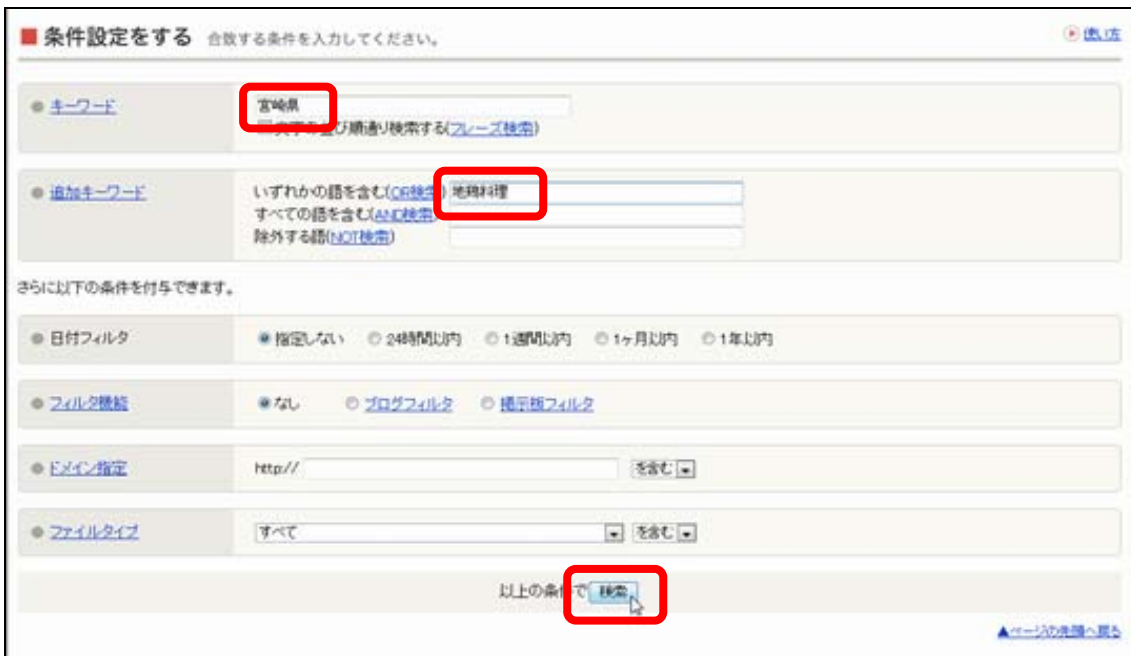 条件設定をする 合致する条件を入力してください。 使い方
キーワード 宮崎県
文字の並び順通り検索する(フレーズ検索)
追加キーワード いずれかの語を含む(OR検索) 地鶏料理
すべての語を含む(AND検索)
除外する語(NOT検索)
さらに以下の条件を付与できます。
日付フィルタ 指定しない 24時間以内 1週間以内 1ヶ月以内 1年以内
フィルタ機能 なし ブログフィルタ 掲示板フィルタ
ドメイン指定 http:// を含む
ファイルタイプ すべて を含む
以上の条件で 検索
▲ページの先頭へ戻る